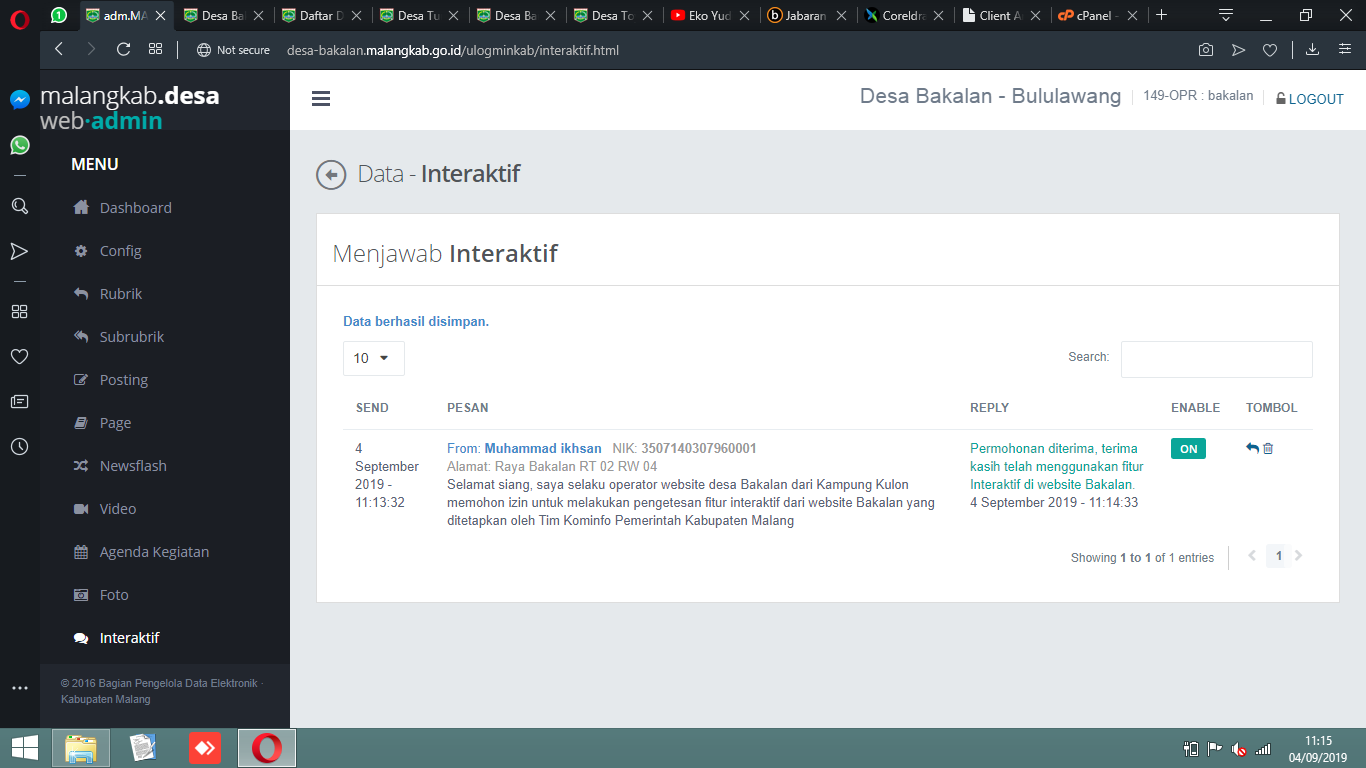 adm.MA
Desa Bal
Daftar D
Desa Tu
Desa Ba
Desa To
Eko Yud
Jabaran
Coreldra
Client A
cPanel -
Not secure
desa-bakalan.malangkab.go.id/ulogminkab/interaktif.html
malangkab.desa
web·admin
Desa Bakalan - Bululawang
149-OPR : bakalan
LOGOUT
MENU
Dashboard
Config
Rubrik
Subrubrik
Posting
Page
Newsflash
Video
Agenda Kegiatan
Foto
Interaktif
© 2016 Bagian Pengelola Data Elektronik ·
Kabupaten Malang
Data - Interaktif
Menjawab Interaktif
Data berhasil disimpan.
10
Search:
SEND PESAN REPLY ENABLE TOMBOL
4
September
2019 -
11:13:32
From: Muhammad ikhsan NIK: 3507140307960001
Alamat: Raya Bakalan RT 02 RW 04
Selamat siang, saya selaku operator website desa Bakalan dari Kampung Kulon
memohon izin untuk melakukan pengetesan fitur interaktif dari website Bakalan yang
ditetapkan oleh Tim Kominfo Pemerintah Kabupaten Malang
Permohonan diterima, terima
kasih telah menggunakan fitur
Interaktif di website Bakalan.
4 September 2019 - 11:14:33
ON
Showing 1 to 1 of 1 entries
1
11:15
04/09/2019